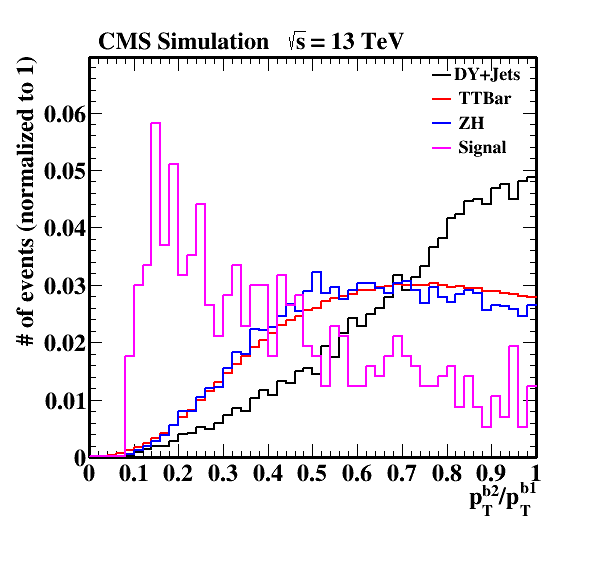 CMS Simulation √s = 13 TeV
# of events (normalized to 1)
DY+Jets
TTBar
ZH
Signal
0.06
0.05
0.04
0.03
0.02
0.01
0
0 0.1 0.2 0.3 0.4 0.5 0.6 0.7 0.8 0.9 1
p_T^b2/p_T^b1